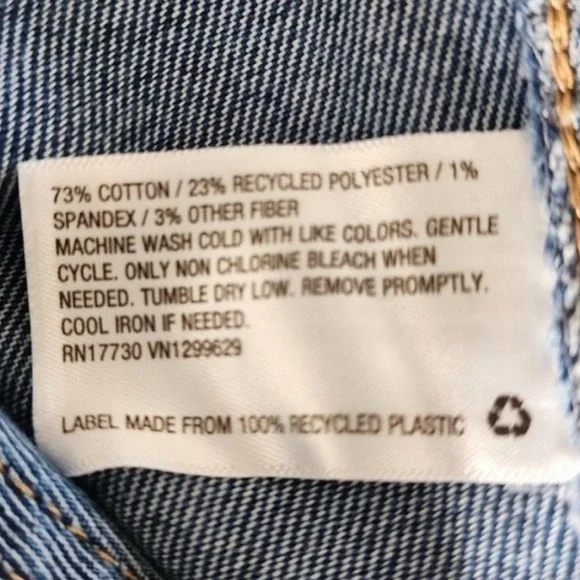 73% COTTON / 23% RECYCLED POLYESTER / 1%
SPANDEX / 3% OTHER FIBER
MACHINE WASH COLD WITH LIKE COLORS. GENTLE
CYCLE. ONLY NON CHLORINE BLEACH WHEN
NEEDED. TUMBLE DRY LOW. REMOVE PROMPTLY.
COOL IRON IF NEEDED.
RN17730 VN1299629
LABEL MADE FROM 100% RECYCLED PLASTIC